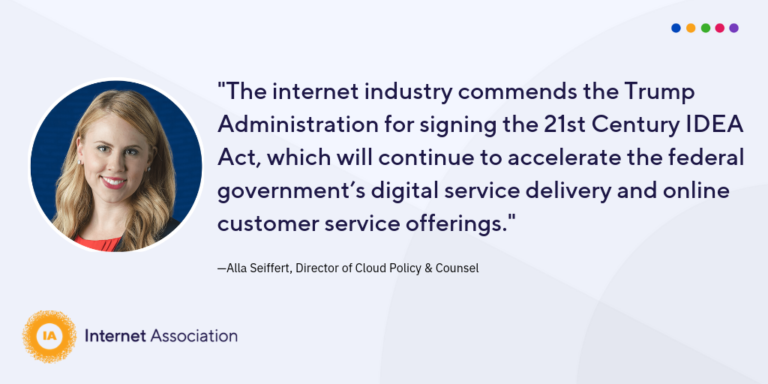 "The internet industry commends the Trump
Administration for signing the 21st Century IDEA
Act, which will continue to accelerate the federal
government’s digital service delivery and online
customer service offerings."
—Alla Seiffert, Director of Cloud Policy & Counsel
IA
Internet Association